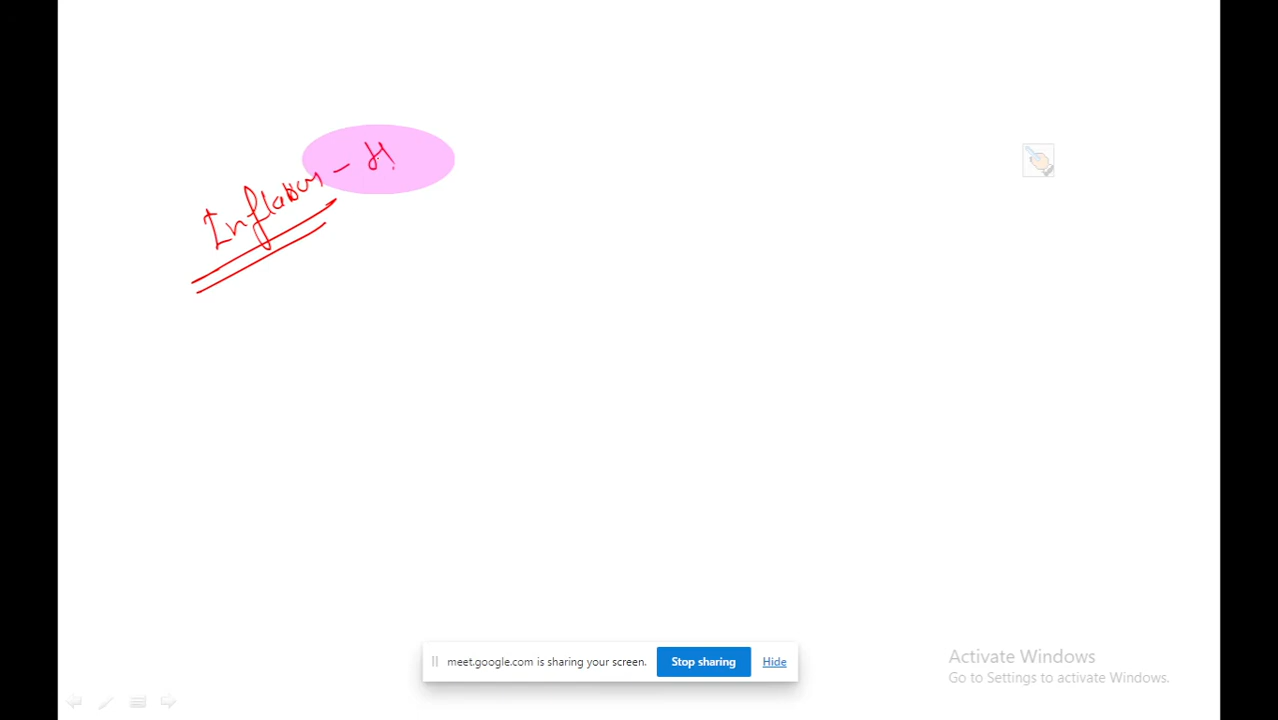 Inflation - H
meet.google.com is sharing your screen. Stop sharing Hide
Activate Windows
Go to Settings to activate Windows.